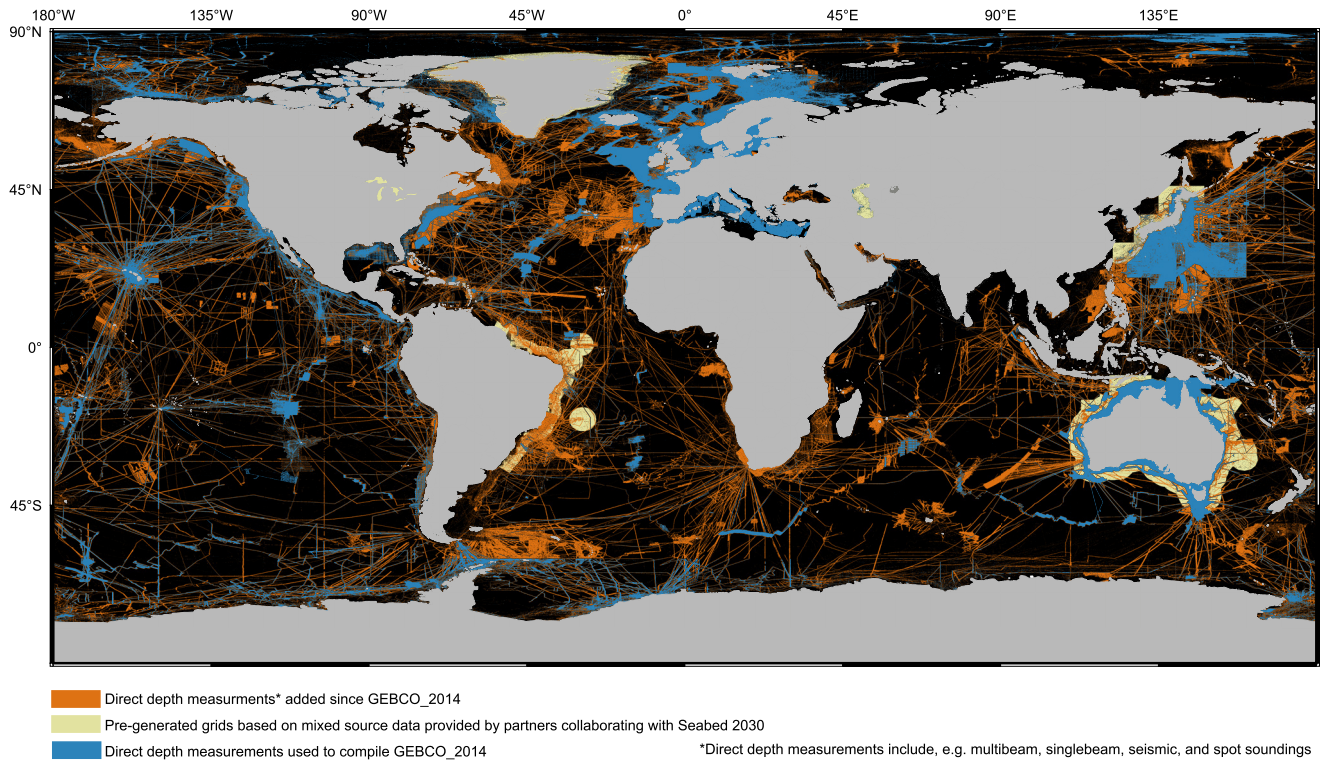 180°W 135°W 90°W 45°W 0° 45°E 90°E 135°E
90°N
45°N
0°
45°S
Direct depth measurments* added since GEBCO_2014
Pre-generated grids based on mixed source data provided by partners collaborating with Seabed 2030
Direct depth measurements used to compile GEBCO_2014
*Direct depth measurements include, e.g. multibeam, singlebeam, seismic, and spot soundings